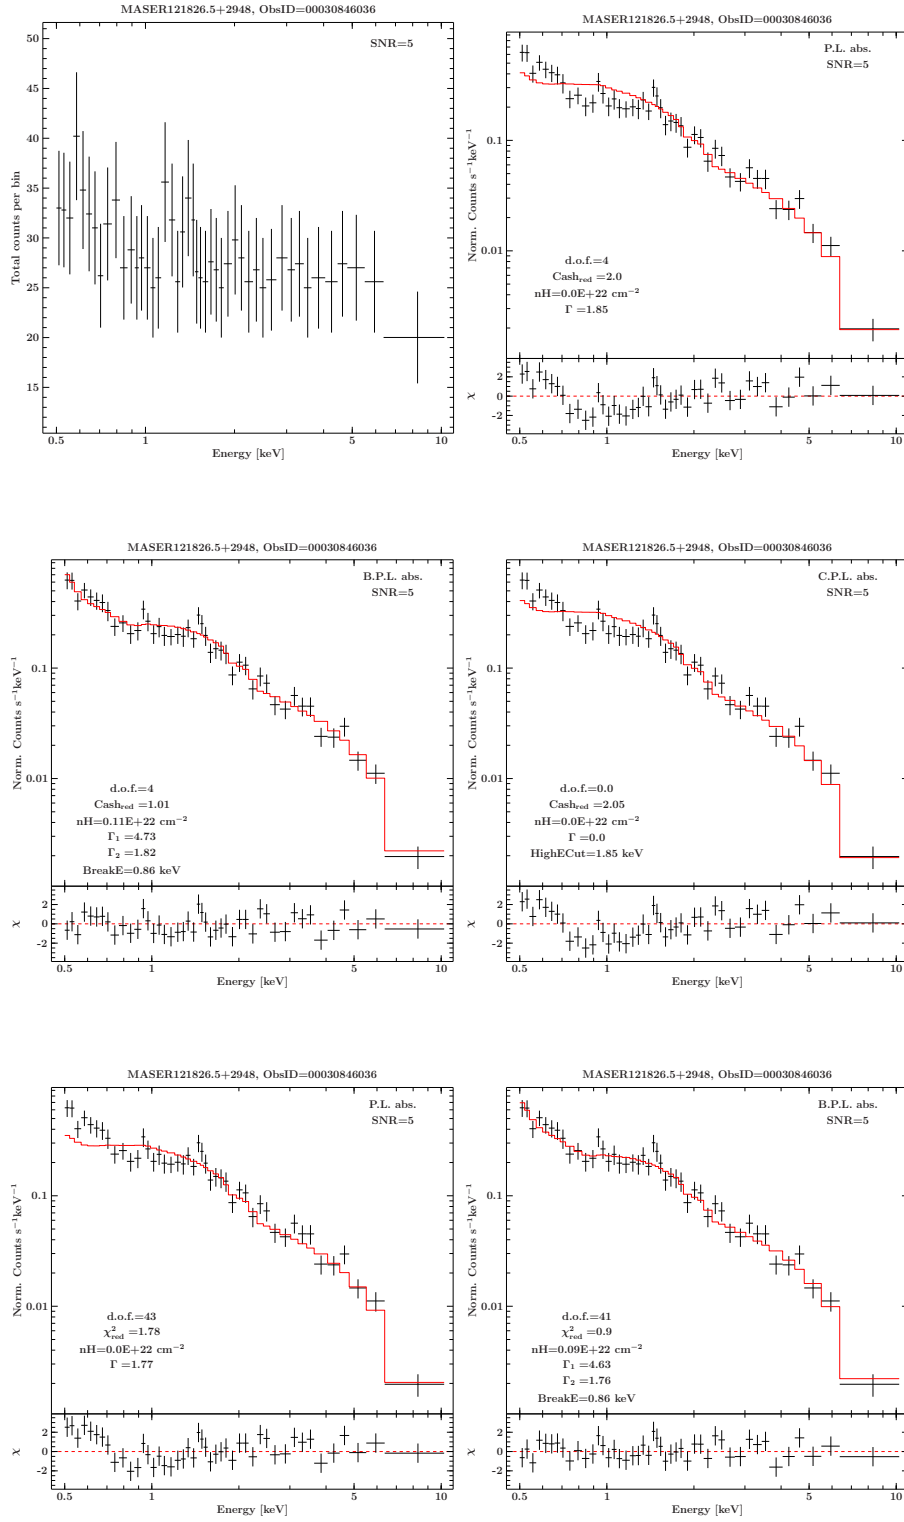 MASER121826.5+2948, ObsID=00030846036
SNR=5
Total counts per bin
50
45
40
35
30
25
20
15
0.5
1
5
10
Energy [keV]
MASER121826.5+2948, ObsID=00030846036
P.L. abs.
SNR=5
Norm. Counts s⁻¹keV⁻¹
0.1
0.01
d.o.f.=4
Cash_red =2.0
nH=0.0E+22 cm⁻²
Γ =1.85
χ
2
0
−2
0.5
1
2
5
10
Energy [keV]
MASER121826.5+2948, ObsID=00030846036
B.P.L. abs.
SNR=5
Norm. Counts s⁻¹keV⁻¹
0.1
0.01
d.o.f.=4
Cash_red =1.01
nH=0.11E+22 cm⁻²
Γ₁ =4.73
Γ₂ =1.82
BreakE=0.86 keV
χ
2
0
−2
0.5
1
2
5
10
Energy [keV]
MASER121826.5+2948, ObsID=00030846036
C.P.L. abs.
SNR=5
Norm. Counts s⁻¹keV⁻¹
0.1
0.01
d.o.f.=0.0
Cash_red =2.05
nH=0.0E+22 cm⁻²
Γ =0.0
HighECut=1.85 keV
χ
2
0
−2
0.5
1
2
5
10
Energy [keV]
MASER121826.5+2948, ObsID=00030846036
P.L. abs.
SNR=5
Norm. Counts s⁻¹keV⁻¹
0.1
0.01
d.o.f.=43
χ²_red =1.78
nH=0.0E+22 cm⁻²
Γ =1.77
χ
2
0
−2
0.5
1
2
5
10
Energy [keV]
MASER121826.5+2948, ObsID=00030846036
B.P.L. abs.
SNR=5
Norm. Counts s⁻¹keV⁻¹
0.1
0.01
d.o.f.=41
χ²_red =0.9
nH=0.09E+22 cm⁻²
Γ₁ =4.63
Γ₂ =1.76
BreakE=0.86 keV
χ
2
0
−2
0.5
1
2
5
10
Energy [keV]